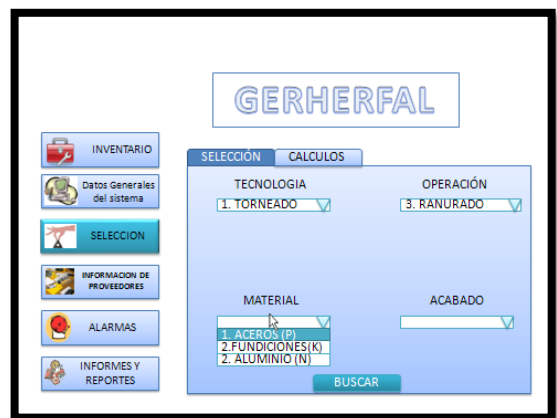 GERHERFAL
INVENTARIO
Datos Generales
del sistema
SELECCION
INFORMACION DE
PROVEEDORES
ALARMAS
INFORMES Y
REPORTES
SELECCIÓN
CALCULOS
TECNOLOGIA
OPERACIÓN
1. TORNEADO
3. RANURADO
MATERIAL
ACABADO
1. ACEROS (P)
2.FUNDICIONES(K)
2. ALUMINIO (N)
BUSCAR